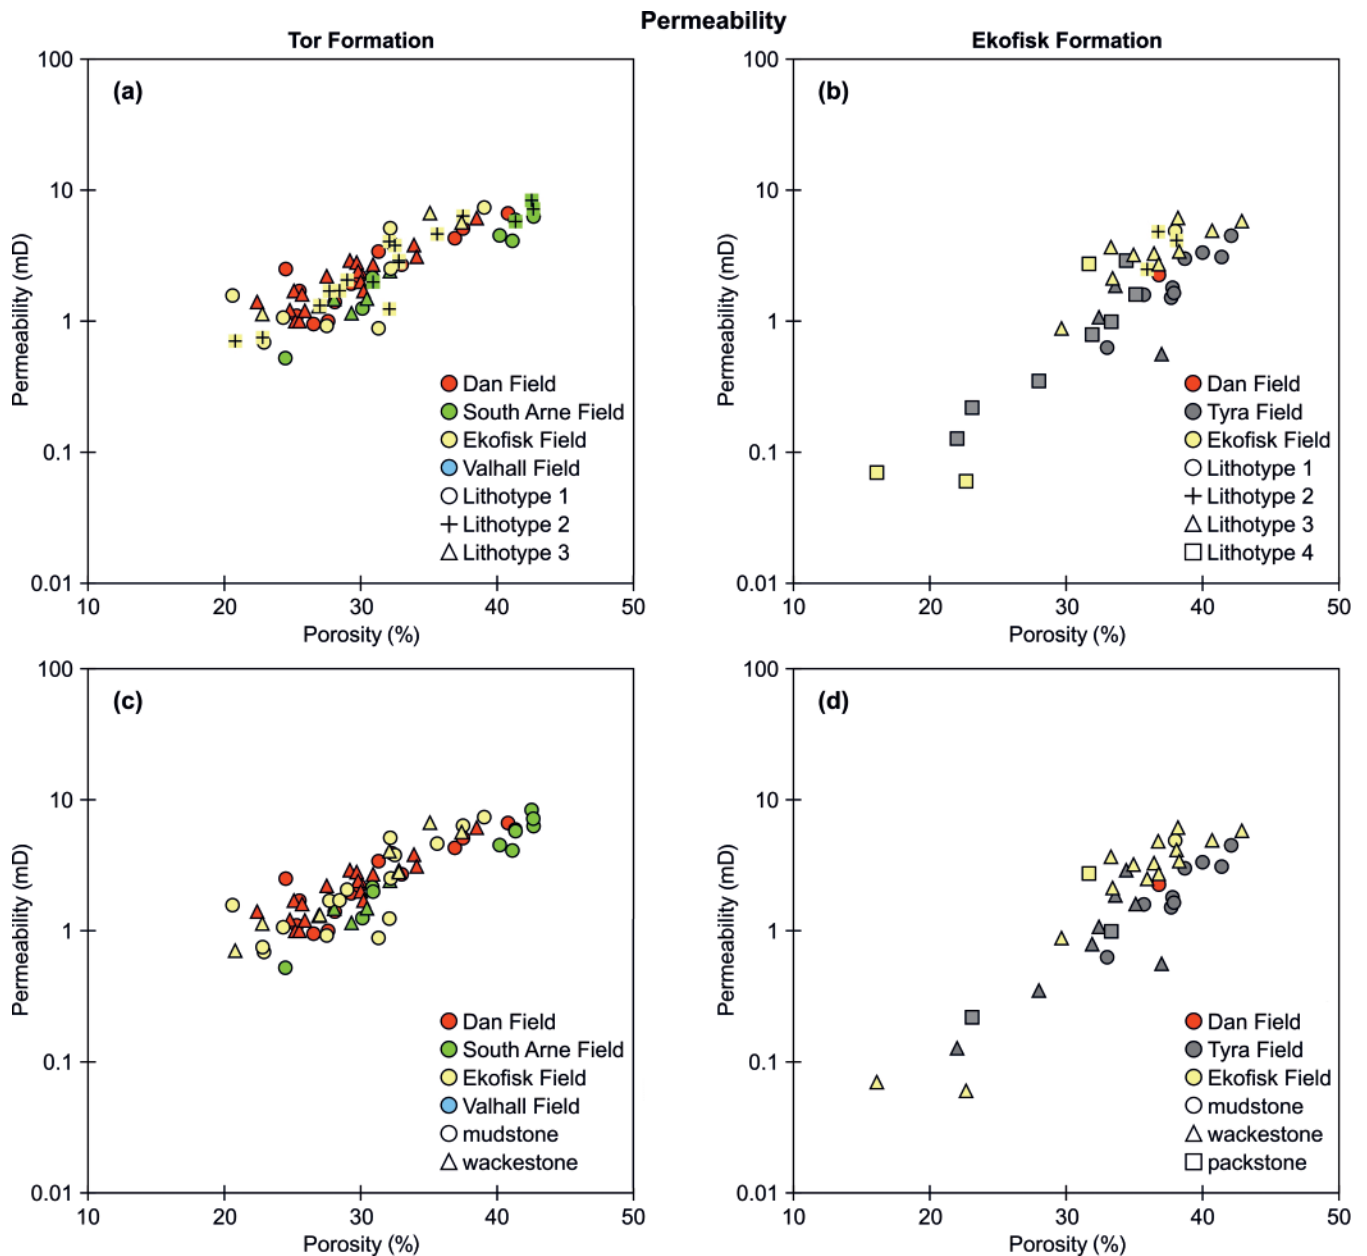 Permeability
Tor Formation
Ekofisk Formation
(a)
100
10
1
0.1
0.01
Permeability (mD)
10 20 30 40 50
Porosity (%)
Dan Field
South Arne Field
Ekofisk Field
Valhall Field
Lithotype 1
Lithotype 2
Lithotype 3
(b)
100
10
1
0.1
0.01
Permeability (mD)
10 20 30 40 50
Porosity (%)
Dan Field
Tyra Field
Ekofisk Field
Lithotype 1
Lithotype 2
Lithotype 3
Lithotype 4
(c)
100
10
1
0.1
0.01
Permeability (mD)
10 20 30 40 50
Porosity (%)
Dan Field
South Arne Field
Ekofisk Field
Valhall Field
mudstone
wackestone
(d)
100
10
1
0.1
0.01
Permeability (mD)
10 20 30 40 50
Porosity (%)
Dan Field
Tyra Field
Ekofisk Field
mudstone
wackestone
packstone